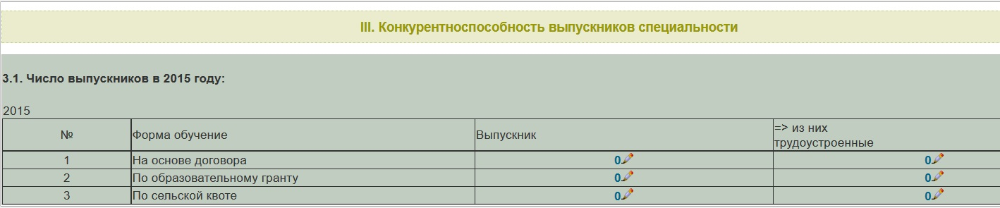 III. Конкурентноспособность выпускников специальности
3.1. Число выпускников в 2015 году:
2015
№ Форма обучение Выпускник => из них
трудоустроенные
1 На основе договора 0 0
2 По образовательному гранту 0 0
3 По сельской квоте 0 0